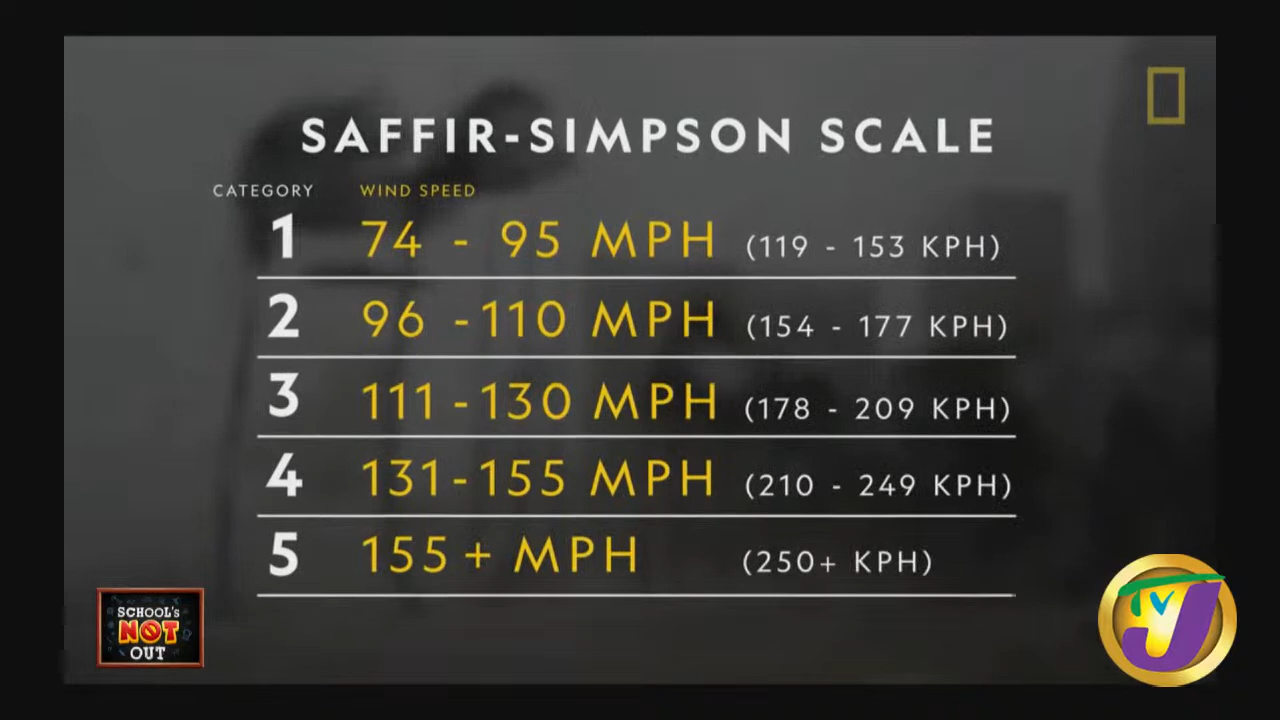 SAFFIR-SIMPSON SCALE
CATEGORY WIND SPEED
1 74 - 95 MPH (119 - 153 KPH)
2 96 -110 MPH (154 - 177 KPH)
3 111 -130 MPH (178 - 209 KPH)
4 131-155 MPH (210 - 249 KPH)
5 155 + MPH (250+ KPH)
SCHOOL's
NOT
OUT
TVJ